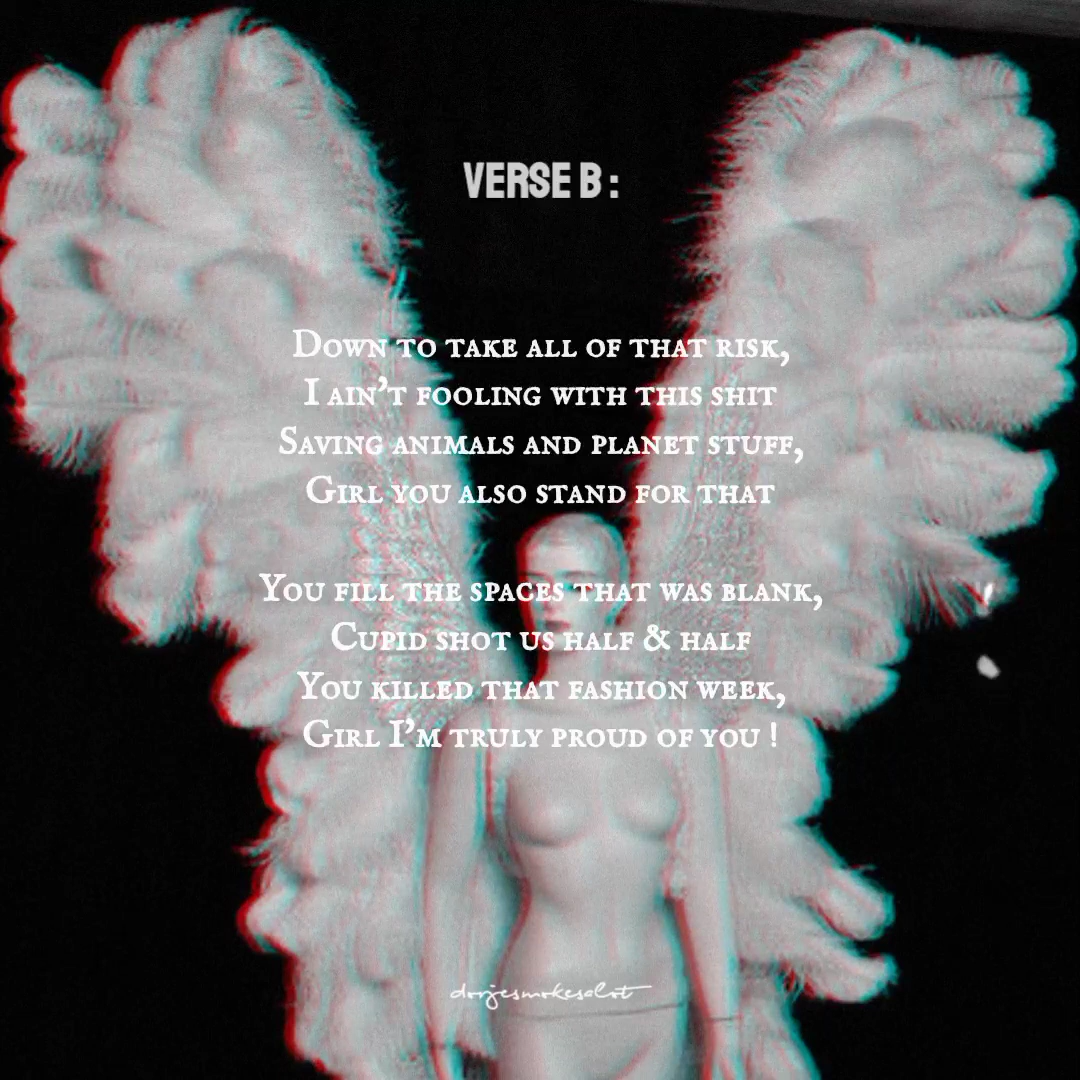 VERSE B :
Down to take all of that risk,
I ain't fooling with this shit
Saving animals and planet stuff,
Girl you also stand for that
You fill the spaces that was blank,
Cupid shot us half & half
You killed that fashion week,
Girl I'm truly proud of you !
dorjesmokesalot